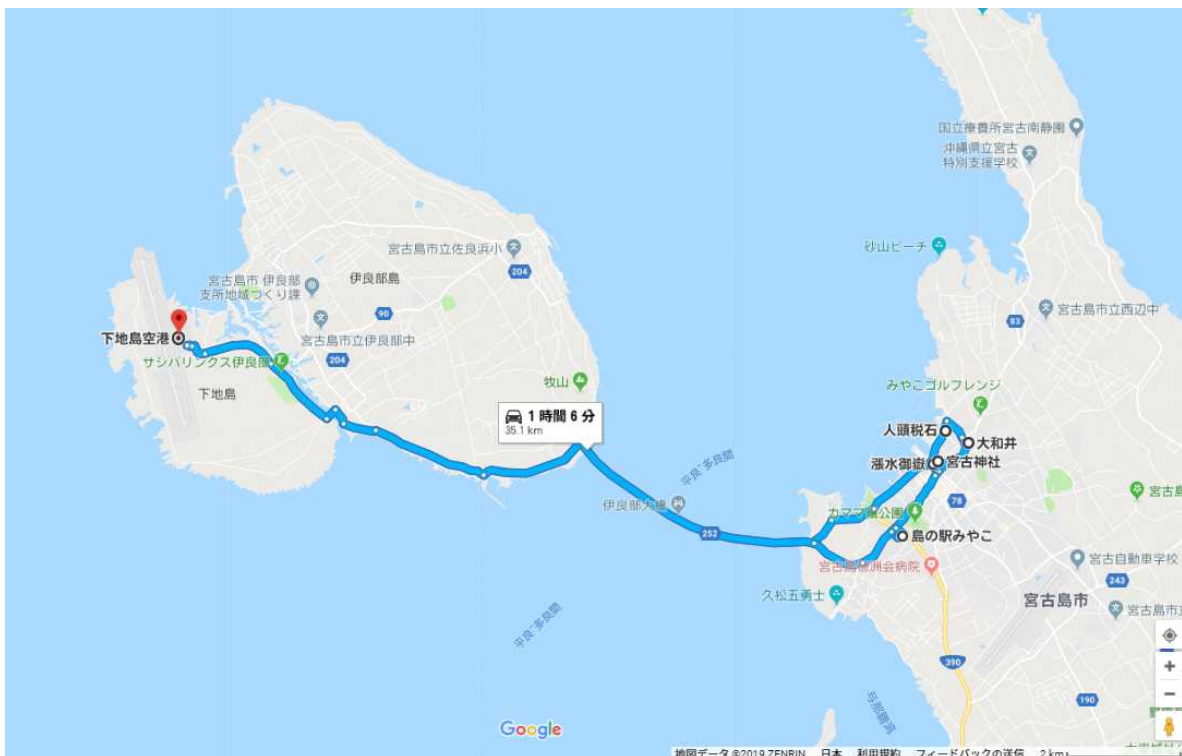 国立療養所宮古南静園
沖縄県立宮古
特別支援学校
砂山ビーチ
宮古島市立佐良浜小
204
宮古島市 伊良部
支所地域づくり課
伊良部島
90
83
宮古島市立西辺中
下地島空港
宮古島市立伊良部中
サシバリンクス伊良部
204
252
下地島
牧山
みやこゴルフレンジ
1 時間 6 分
35.1 km
人頭税石
大和井
漲水御嶽
宮古神社
平良~多良間
伊良部大橋
78
宮古島
カママ嶺公園
252
島の駅みやこ
宮古島徳洲会病院
宮古自動車学校
243
久松五勇士
宮古島市
宮古島市立
平良~多良間
390
190
与那覇湾
Google
地図データ ©2019 ZENRIN 日本 利用規約 フィードバックの送信 2 km